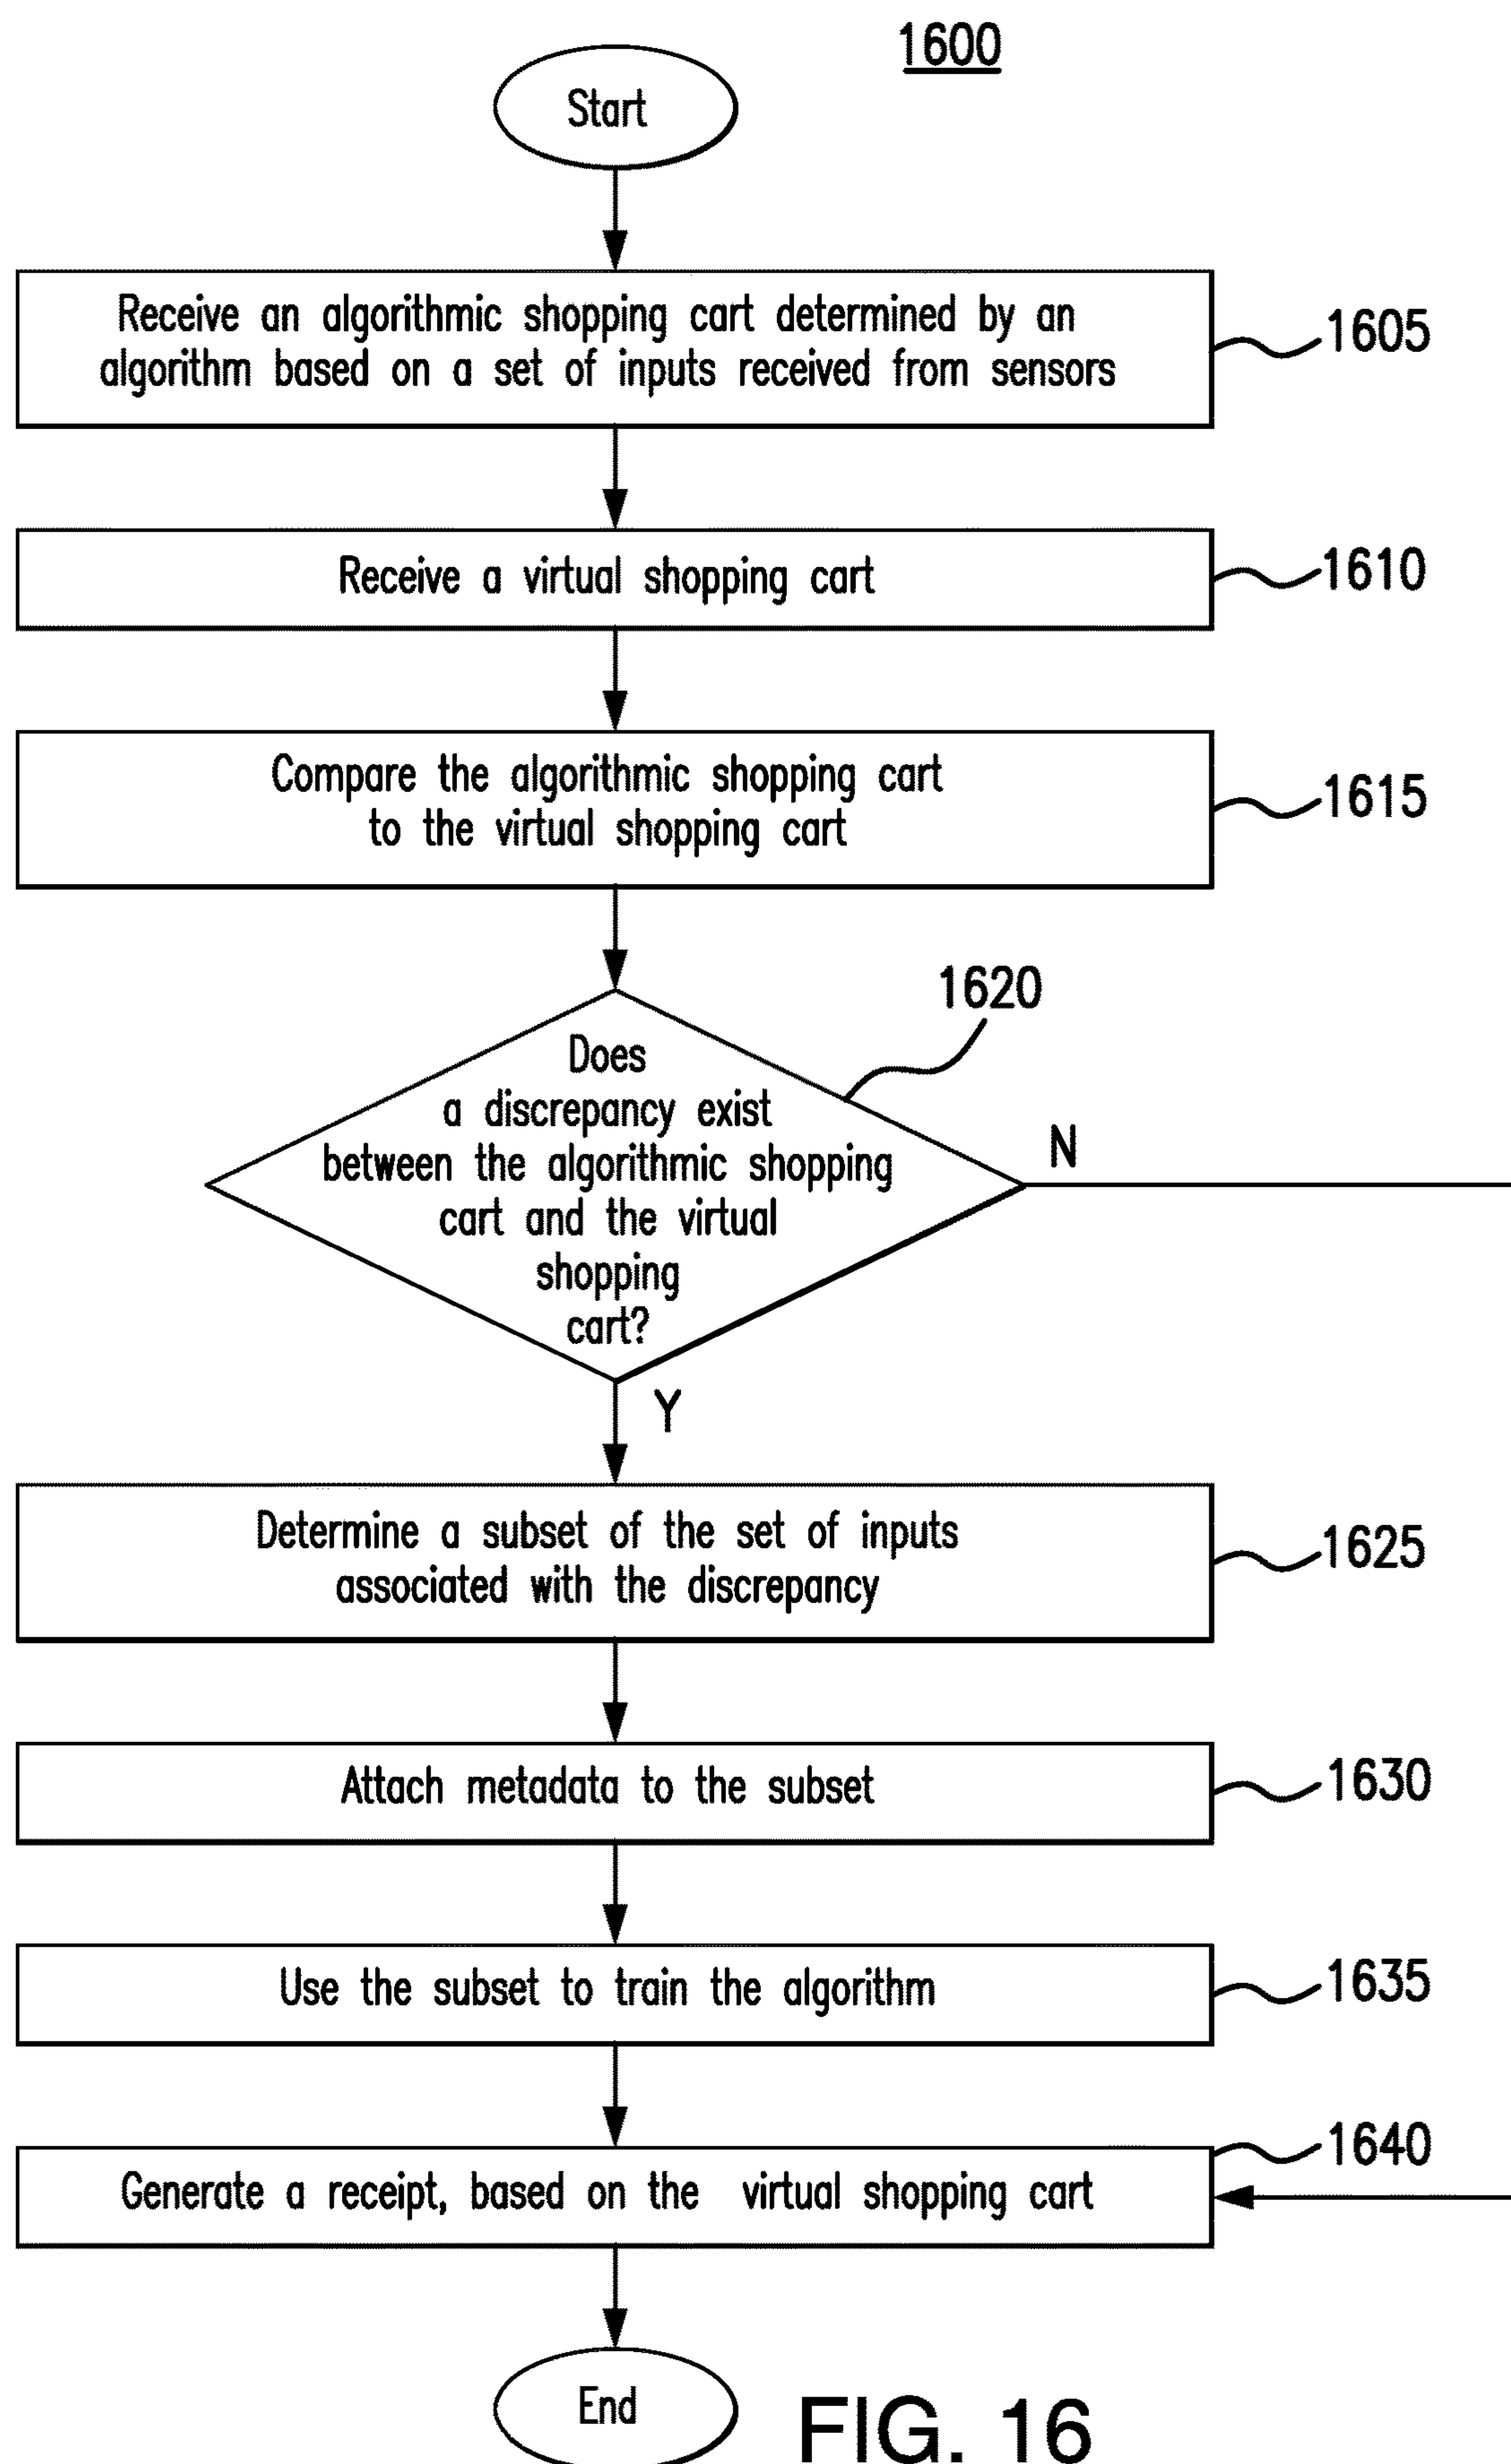 1600
Start
Receive an algorithmic shopping cart determined by an
algorithm based on a set of inputs received from sensors
1605
Receive a virtual shopping cart
1610
Compare the algorithmic shopping cart
to the virtual shopping cart
1615
1620
Does
a discrepancy exist
between the algorithmic shopping
cart and the virtual
shopping
cart?
N
Y
Determine a subset of the set of inputs
associated with the discrepancy
1625
Attach metadata to the subset
1630
Use the subset to train the algorithm
1635
Generate a receipt, based on the virtual shopping cart
1640
End
FIG. 16